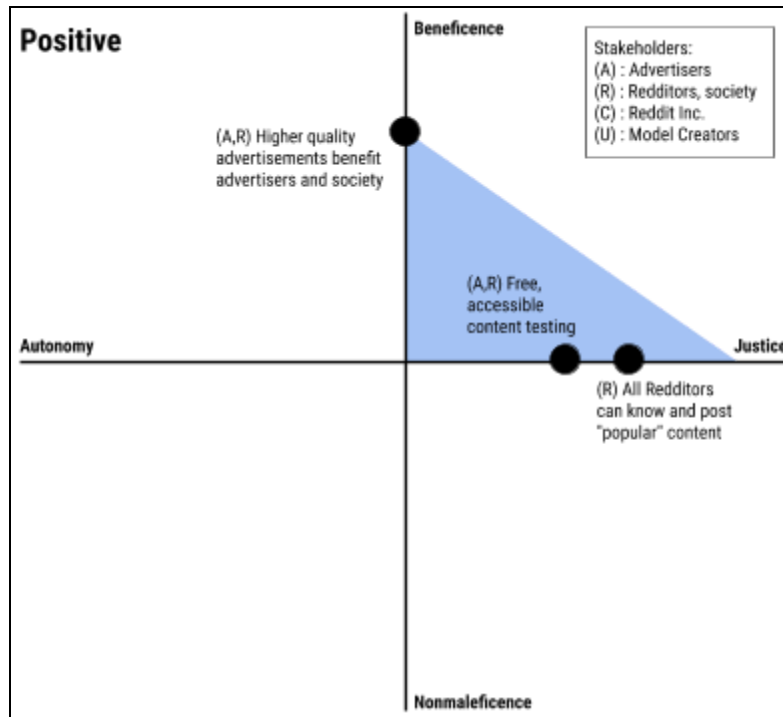 Positive
Beneficence
Stakeholders:
(A) : Advertisers
(R) : Redditors, society
(C) : Reddit Inc.
(U) : Model Creators
(A,R) Higher quality
advertisements benefit
advertisers and society
(A,R) Free,
accessible
content testing
Autonomy
Justice
(R) All Redditors
can know and post
"popular" content
Nonmaleficence